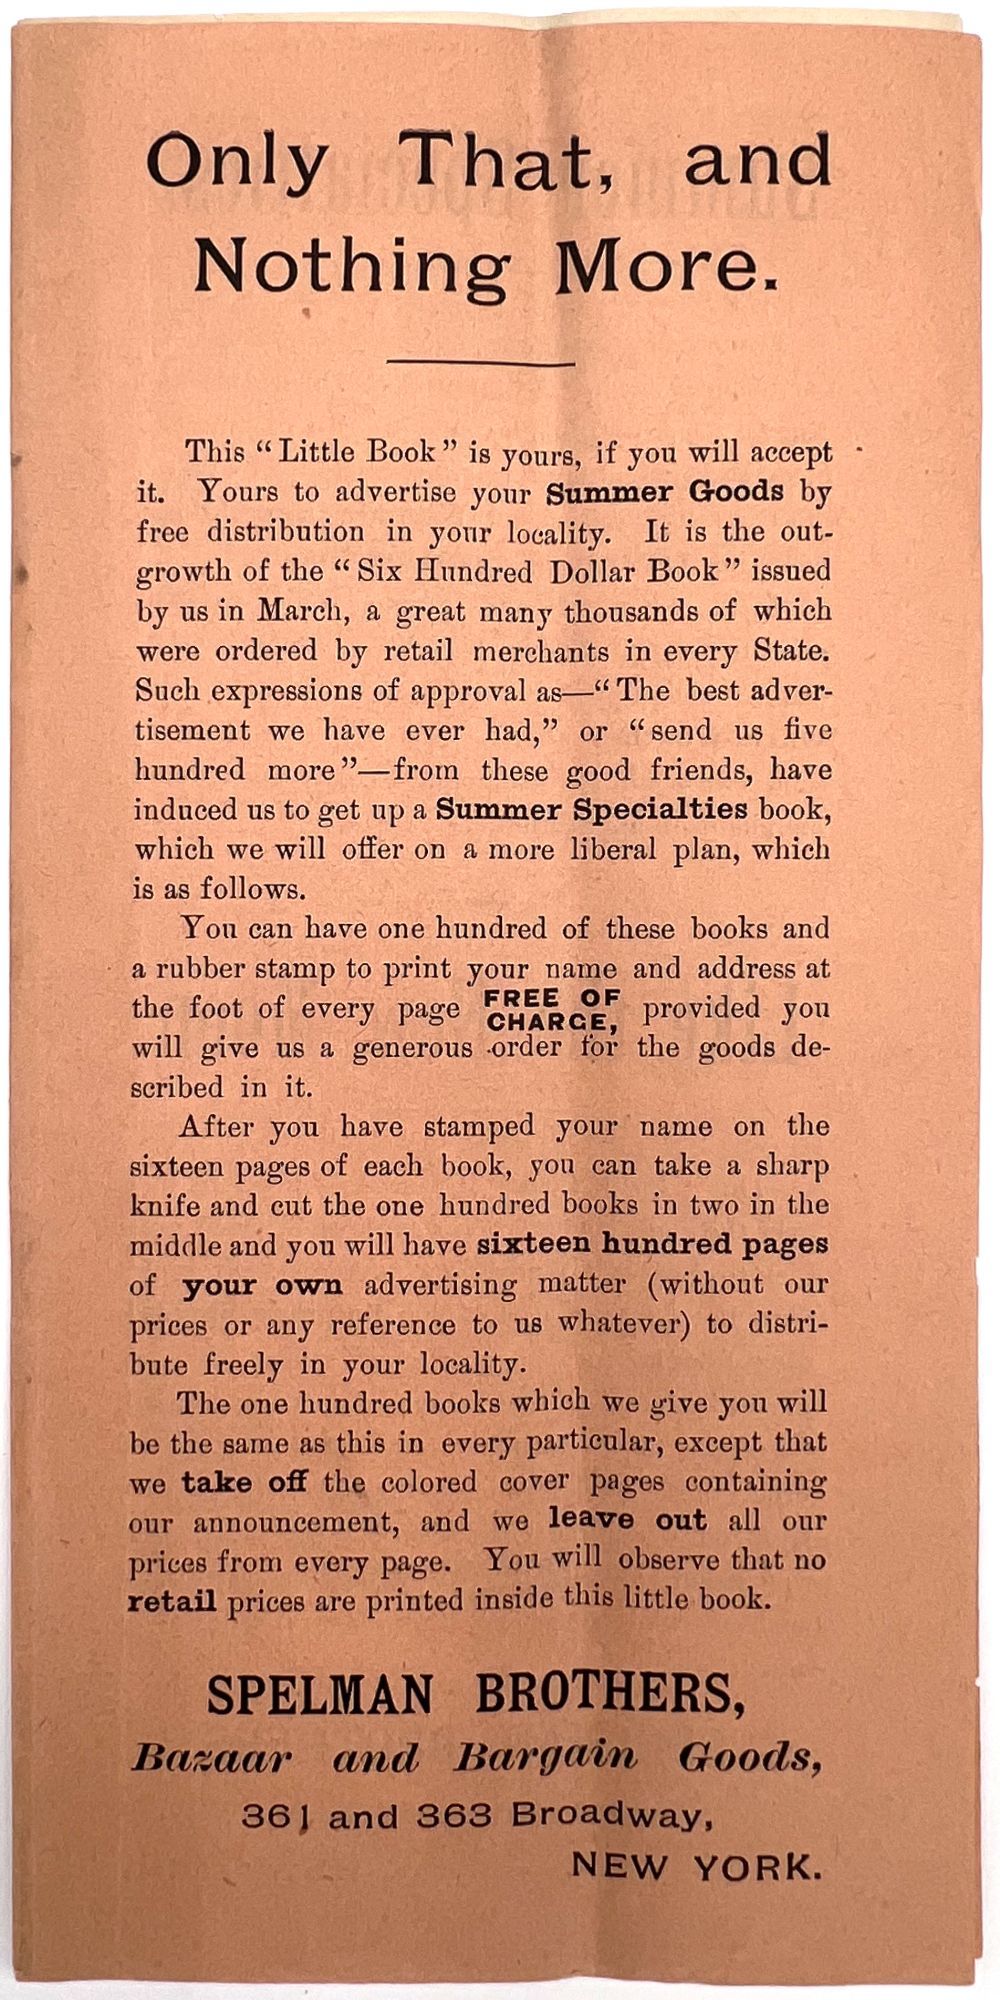 Only That, and
Nothing More.
This “Little Book” is yours, if you will accept
it. Yours to advertise your Summer Goods by
free distribution in your locality. It is the out-
growth of the “Six Hundred Dollar Book” issued
by us in March, a great many thousands of which
were ordered by retail merchants in every State.
Such expressions of approval as—“The best adver-
tisement we have ever had,” or “send us five
hundred more”—from these good friends, have
induced us to get up a Summer Specialties book,
which we will offer on a more liberal plan, which
is as follows.
You can have one hundred of these books and
a rubber stamp to print your name and address at
the foot of every page FREE OF CHARGE, provided you
will give us a generous order for the goods de-
scribed in it.
After you have stamped your name on the
sixteen pages of each book, you can take a sharp
knife and cut the one hundred books in two in the
middle and you will have sixteen hundred pages
of your own advertising matter (without our
prices or any reference to us whatever) to distri-
bute freely in your locality.
The one hundred books which we give you will
be the same as this in every particular, except that
we take off the colored cover pages containing
our announcement, and we leave out all our
prices from every page. You will observe that no
retail prices are printed inside this little book.
SPELMAN BROTHERS,
Bazaar and Bargain Goods,
361 and 363 Broadway,
NEW YORK.